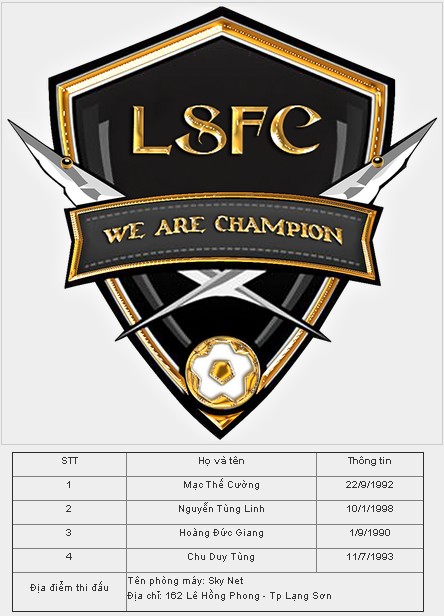 LSFC
WE ARE CHAMPION
STT Họ và tên Thông tin
1 Mạc Thế Cường 22/9/1992
2 Nguyễn Tùng Linh 10/1/1998
3 Hoàng Đức Giang 1/9/1990
4 Chu Duy Tùng 11/7/1993
Địa điểm thi đấu
Tên phòng máy: Sky Net
Địa chỉ: 162 Lê Hồng Phong - Tp Lạng Sơn